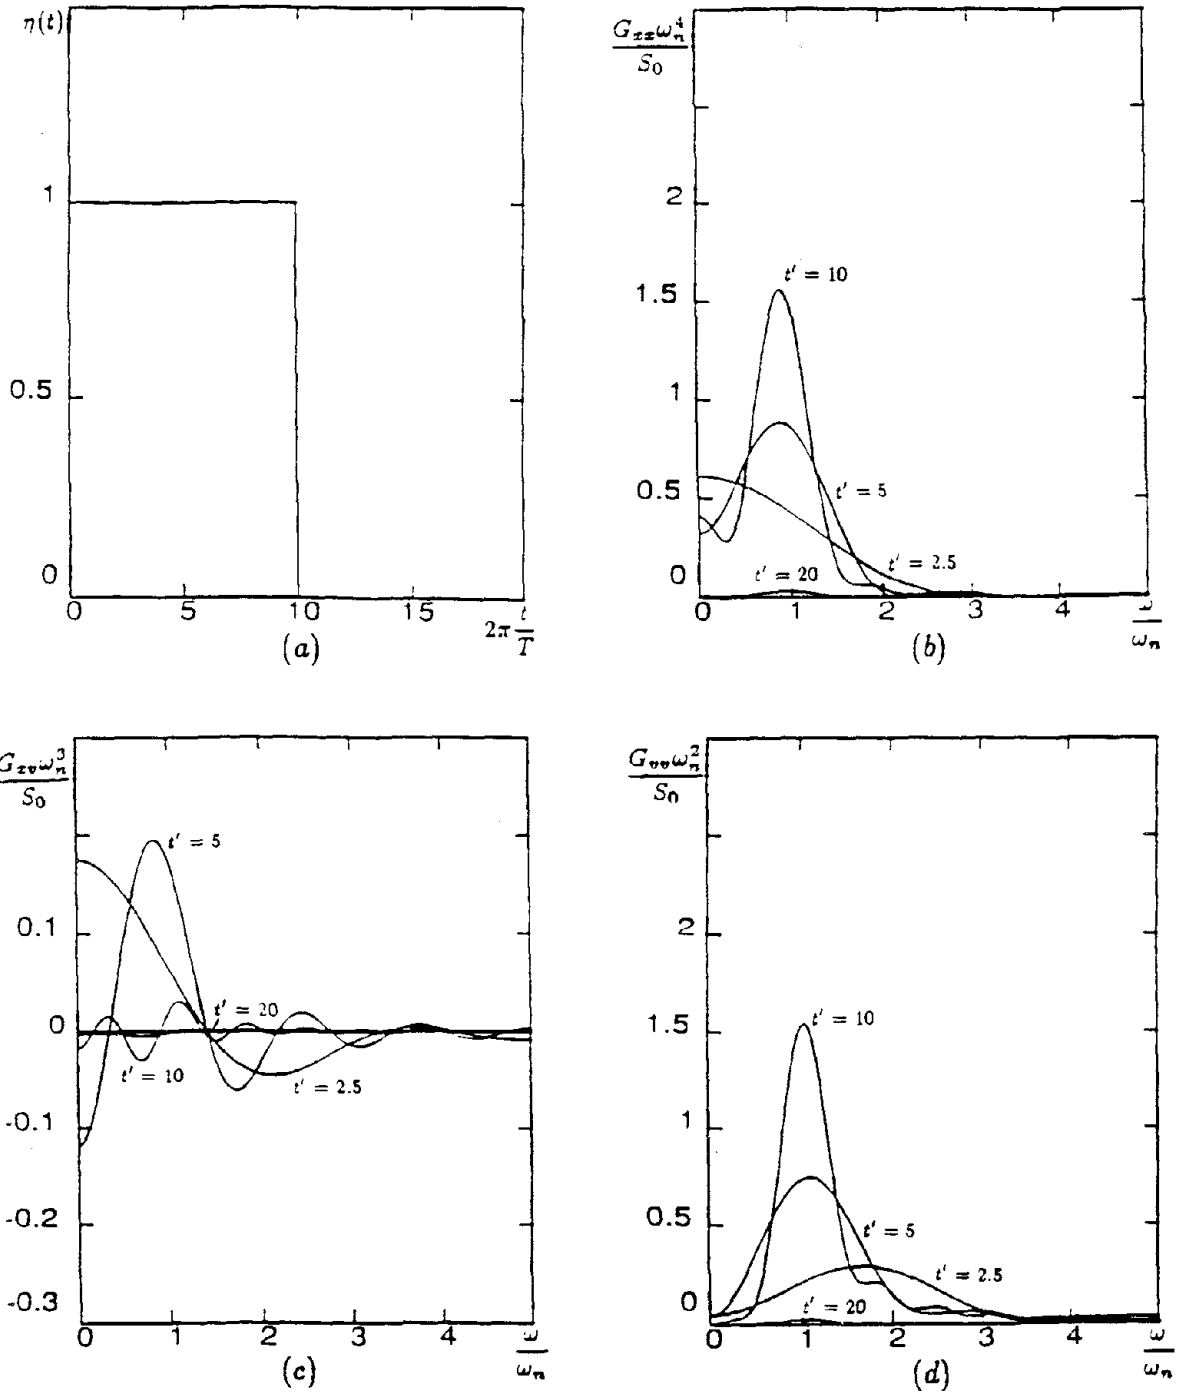 η(t)
1
0.5
0
0 5 10 15
2π t/T
(a)
G_xx ω_n^4 / S_0
2
1.5
1
0.5
0
t' = 10
t' = 5
t' = 2.5
t' = 20
0 1 2 3 4
ω/ω_n
(b)
G_xv ω_n^3 / S_0
0.1
0
-0.1
-0.2
-0.3
t' = 5
t' = 20
t' = 10
t' = 2.5
0 1 2 3 4
ω/ω_n
(c)
G_vv ω_n^2 / S_0
2
1.5
1
0.5
0
t' = 10
t' = 5
t' = 2.5
t' = 20
0 1 2 3 4
ω/ω_n
(d)